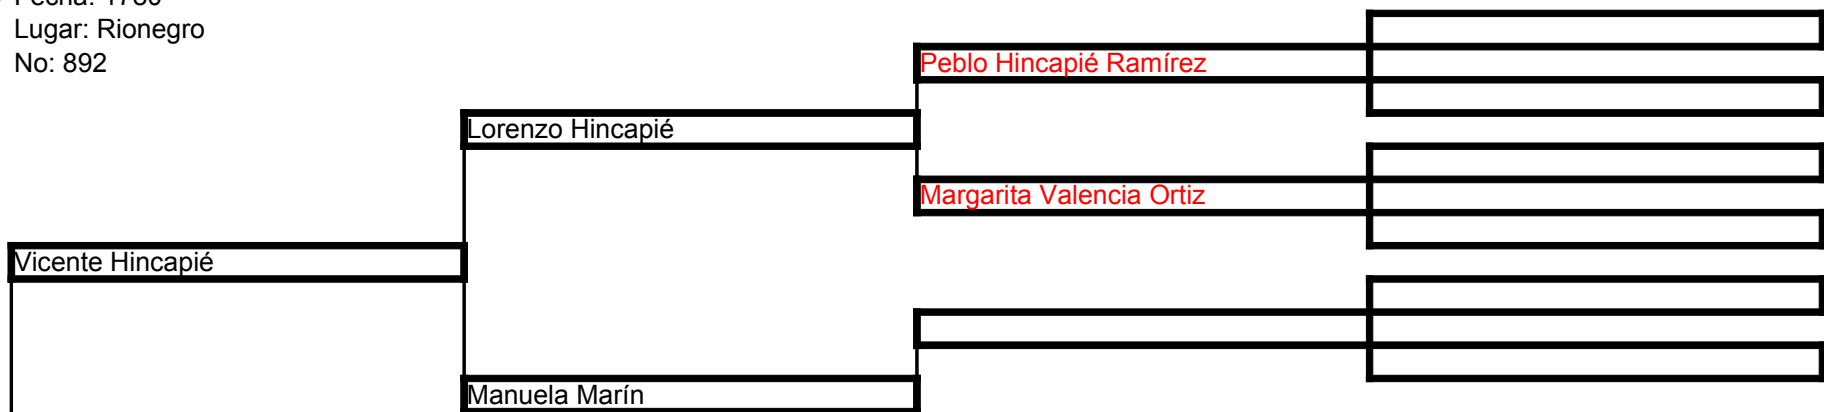 Lugar: Rionegro
No: 892
Peblo Hincapié Ramírez
Lorenzo Hincapié
Margarita Valencia Ortiz
Vicente Hincapié
Manuela Marín